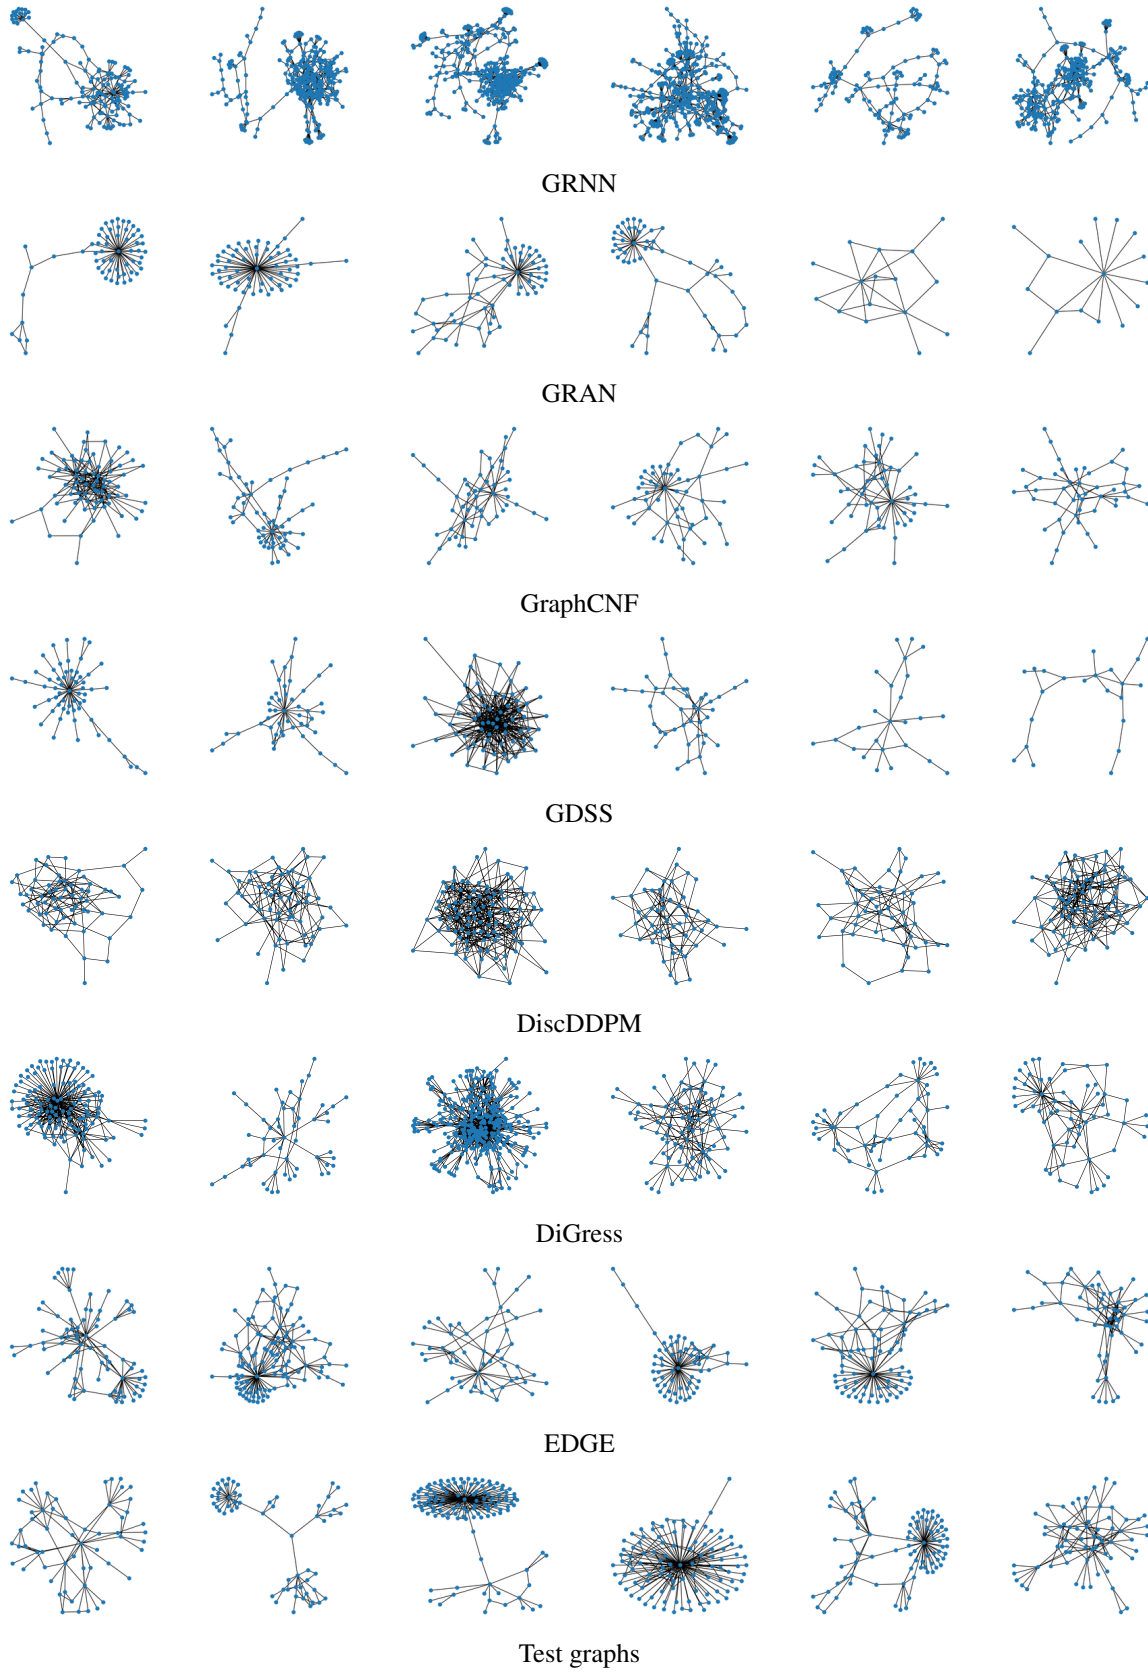 GRNN
GRAN
GraphCNF
GDSS
DiscDDPM
DiGress
EDGE
Test graphs